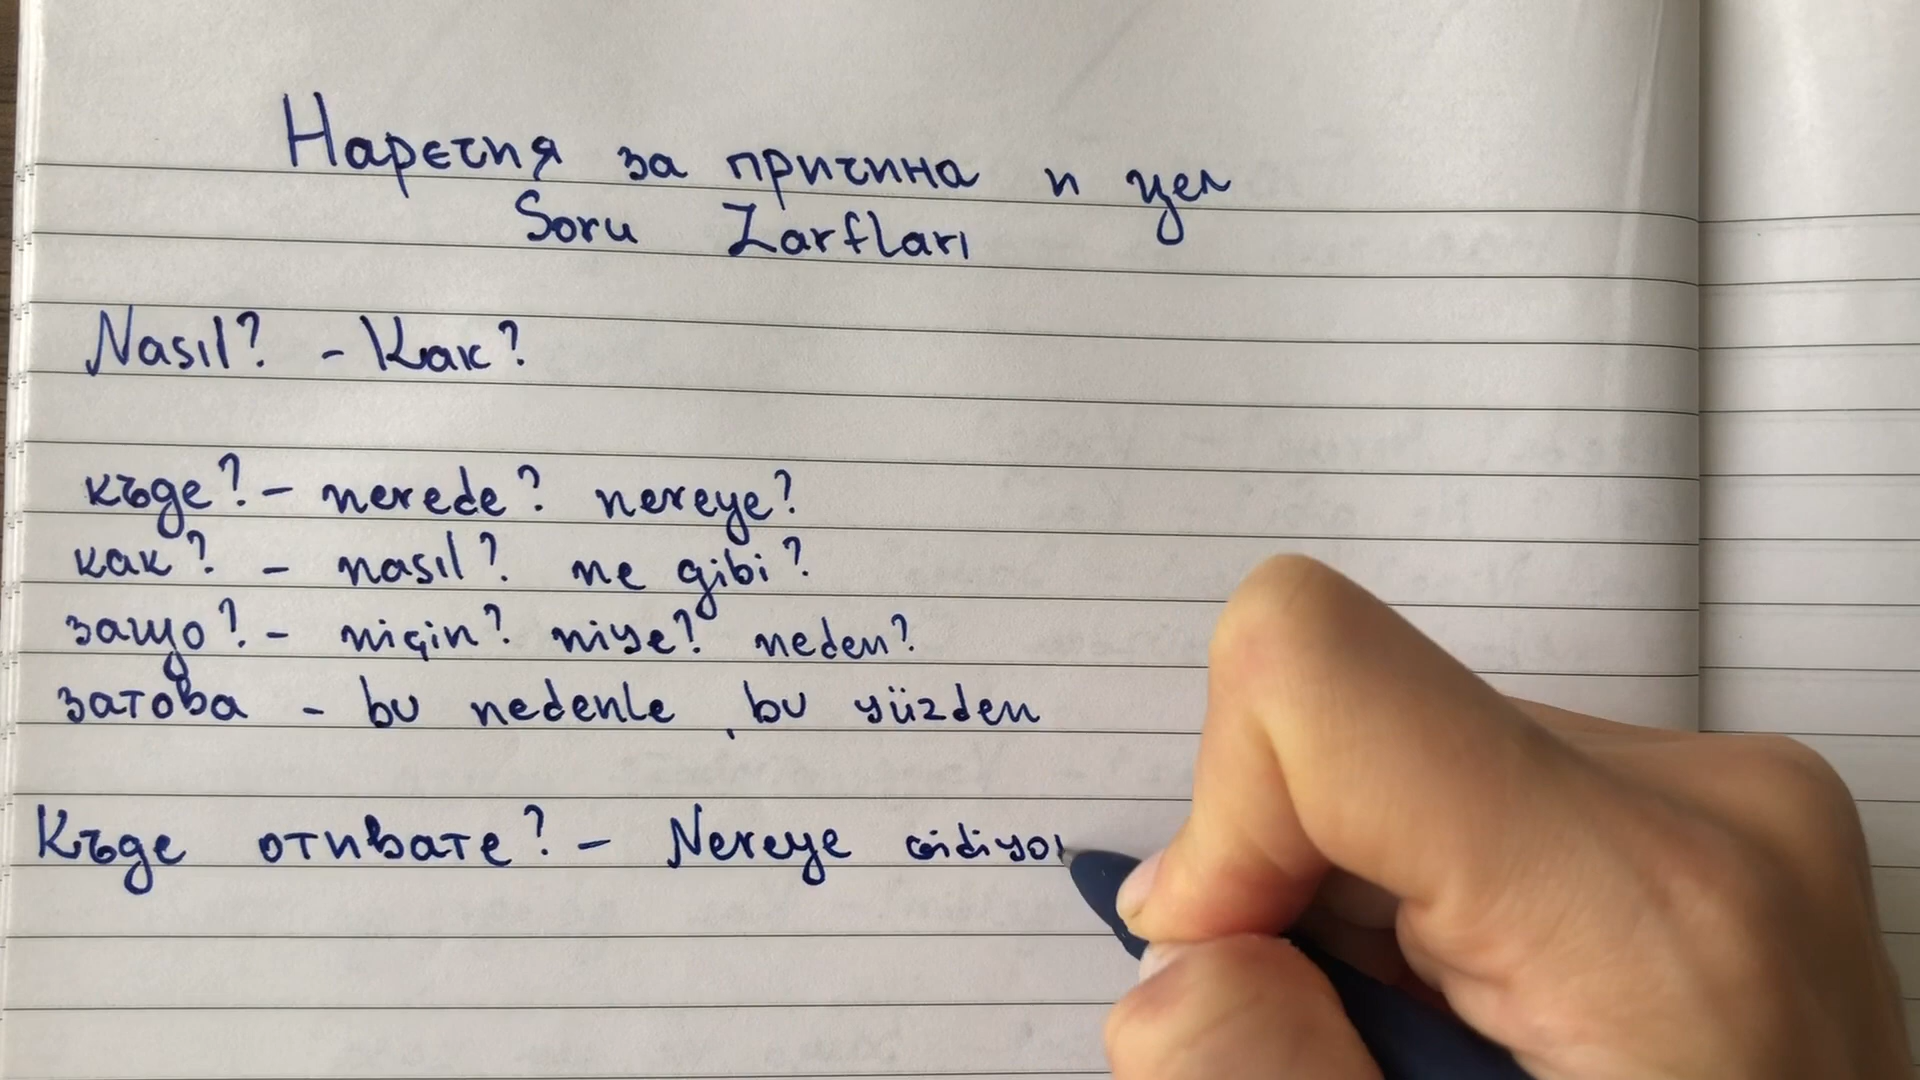 Наречия за причина и цел
Soru Zarfları
Nasıl? - Как?
къде? - nerede? nereye?
как? - nasıl? ne gibi?
защо? - niçin? niye? neden?
затова - bu nedenle, bu yüzden
Къде отивате? - Nereye gidiyor